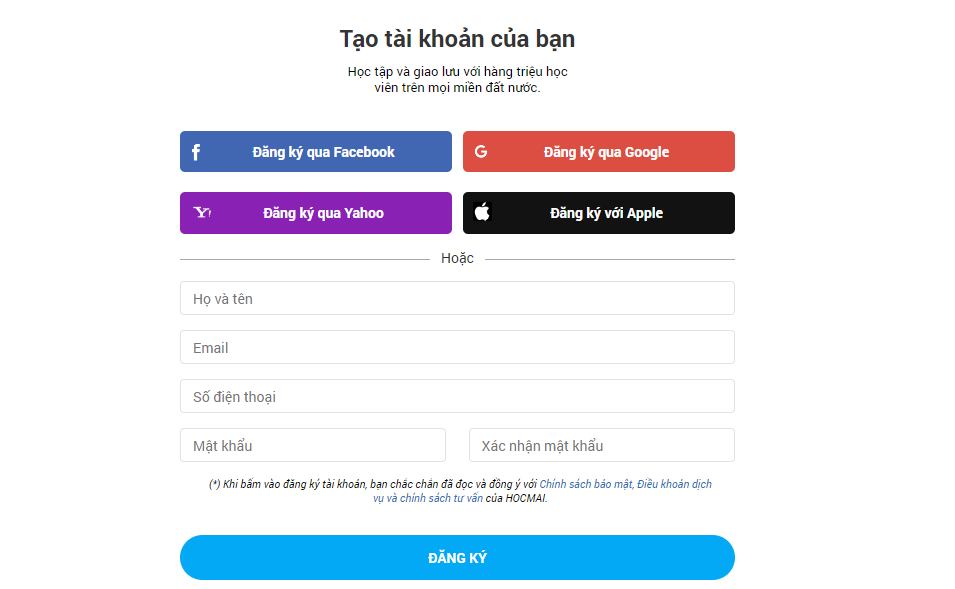 Tạo tài khoản của bạn
Học tập và giao lưu với hàng triệu học
viên trên mọi miền đất nước.
Đăng ký qua Facebook
Đăng ký qua Google
Đăng ký qua Yahoo
Đăng ký với Apple
Hoặc
Họ và tên
Email
Số điện thoại
Mật khẩu
Xác nhận mật khẩu
(*) Khi bấm vào đăng ký tài khoản, bạn chắc chắn đã đọc và đồng ý với Chính sách bảo mật, Điều khoản dịch
vụ và chính sách tư vấn của HOCMAI.
ĐĂNG KÝ